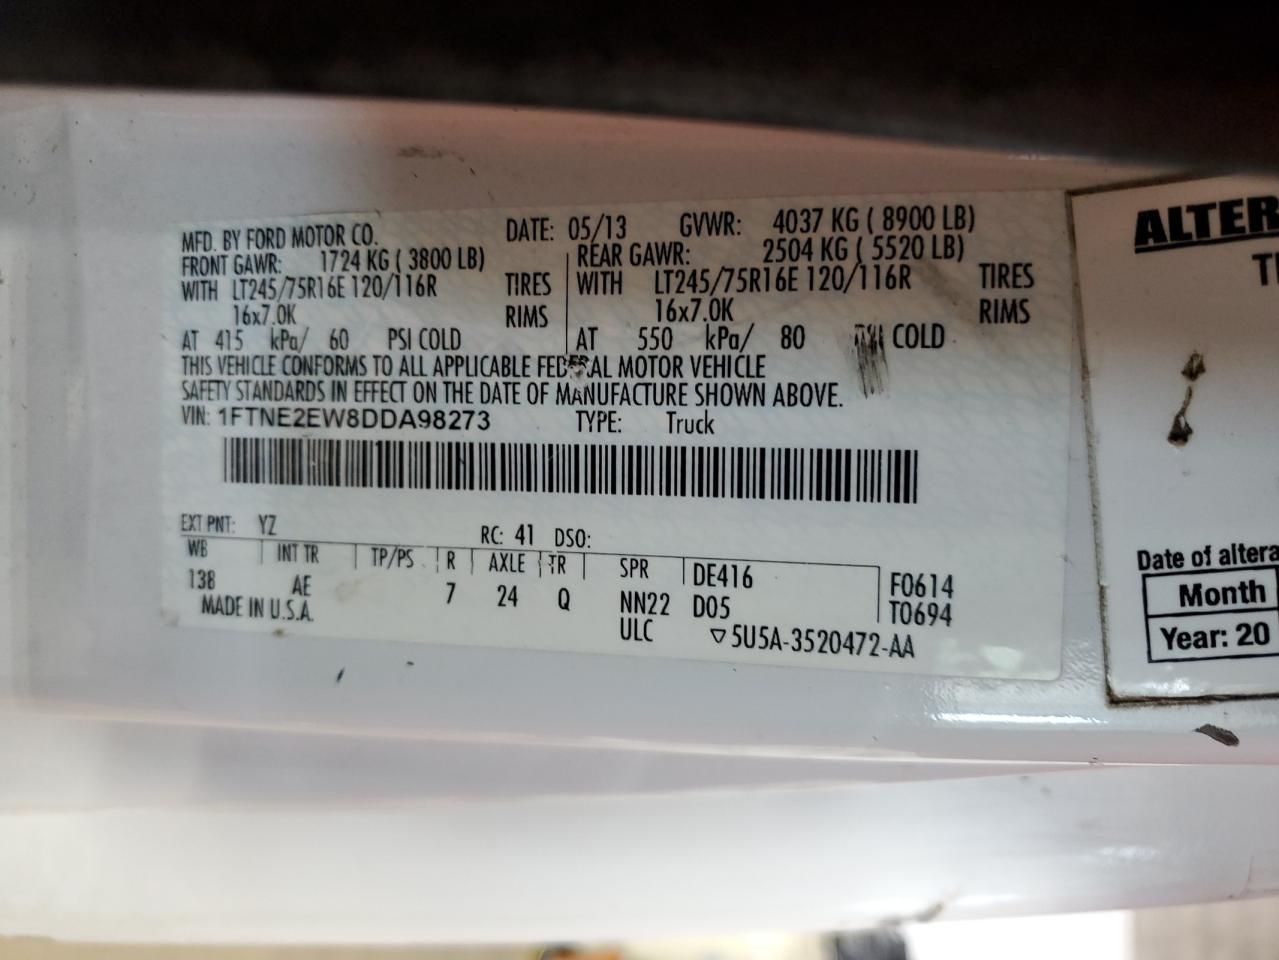 MFD. BY FORD MOTOR CO. DATE: 05/13 GVWR: 4037 KG ( 8900 LB)
FRONT GAWR: 1724 KG ( 3800 LB) REAR GAWR: 2504 KG ( 5520 LB)
WITH LT245/75R16E 120/116R TIRES WITH LT245/75R16E 120/116R TIRES
16x7.0K RIMS 16x7.0K RIMS
AT 415 kPa/ 60 PSI COLD AT 550 kPa/ 80 PSI COLD
THIS VEHICLE CONFORMS TO ALL APPLICABLE FEDERAL MOTOR VEHICLE
SAFETY STANDARDS IN EFFECT ON THE DATE OF MANUFACTURE SHOWN ABOVE.
VIN: 1FTNE2EW8DDA98273 TYPE: Truck
EXT PNT: YZ RC: 41 DSO:
WB INT TR TP/PS R AXLE TR SPR DE416 F0614
138 AE 7 24 Q NN22 D05 T0694
MADE IN U.S.A. ULC ▽5U5A-3520472-AA
ALTER
Date of altera
Month
Year: 20